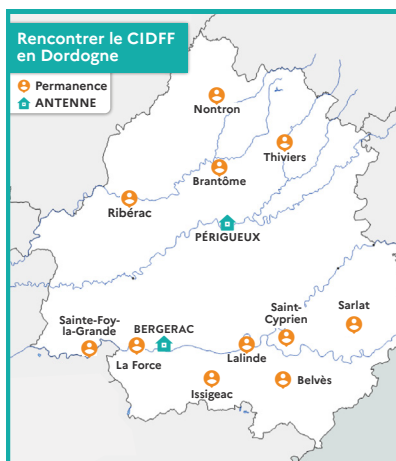 Rencontrer le CIDFF
en Dordogne
Permanence
ANTENNE
Nontron
Thiviers
Brantôme
Ribérac
PÉRIGUEUX
Saint-
Cyprien
Sarlat
Sainte-Foy-
la-Grande
BERGERAC
La Force
Lalinde
Issigeac
Belvès